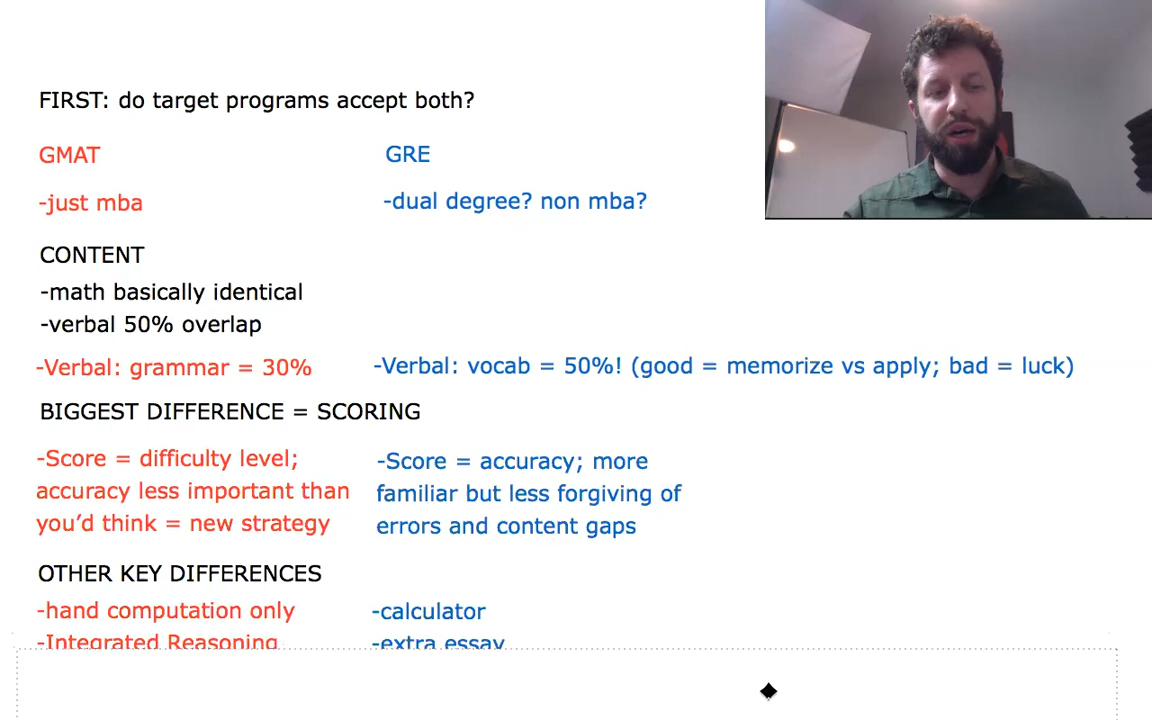 FIRST: do target programs accept both?
GMAT
GRE
-just mba
-dual degree? non mba?
CONTENT
-math basically identical
-verbal 50% overlap
-Verbal: grammar = 30%
-Verbal: vocab = 50%! (good = memorize vs apply; bad = luck)
BIGGEST DIFFERENCE = SCORING
-Score = difficulty level;
accuracy less important than
you'd think = new strategy
-Score = accuracy; more
familiar but less forgiving of
errors and content gaps
OTHER KEY DIFFERENCES
-hand computation only
-calculator
-Integrated Reasoning
-extra essay